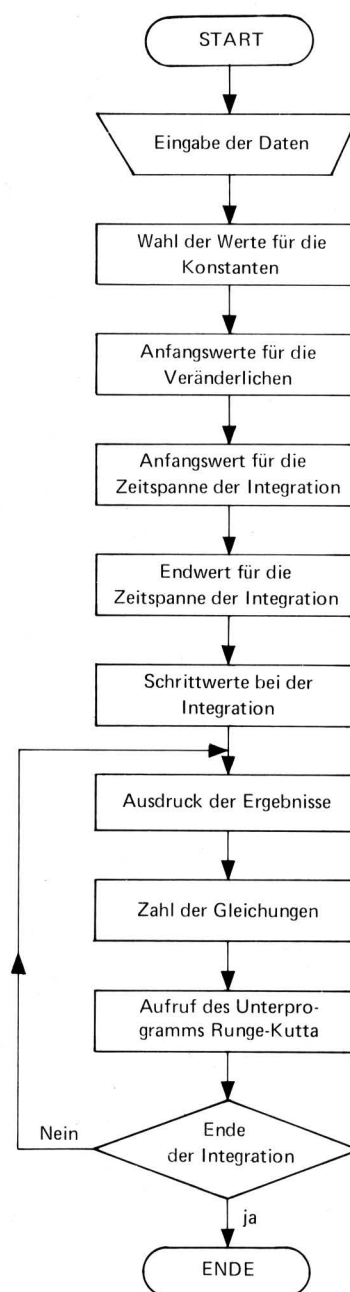 START
Eingabe der Daten
Wahl der Werte für die
Konstanten
Anfangswerte für die
Veränderlichen
Anfangswert für die
Zeitspanne der Integration
Endwert für die
Zeitspanne der Integration
Schrittwerte bei der
Integration
Ausdruck der Ergebnisse
Zahl der Gleichungen
Aufruf des Unterpro-
gramms Runge-Kutta
Nein
Ende
der Integration
ja
ENDE